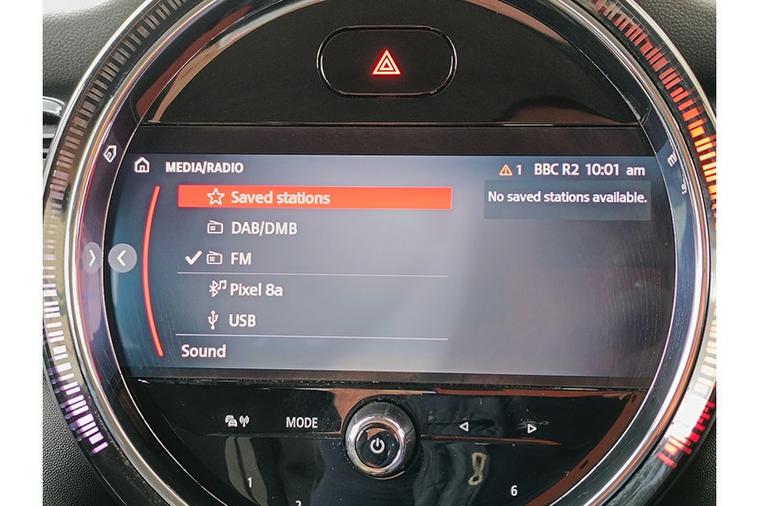 MEDIA/RADIO
1 BBC R2 10:01 am
Saved stations
No saved stations available.
DAB/DMB
FM
Pixel 8a
USB
Sound
MODE
1
2
6